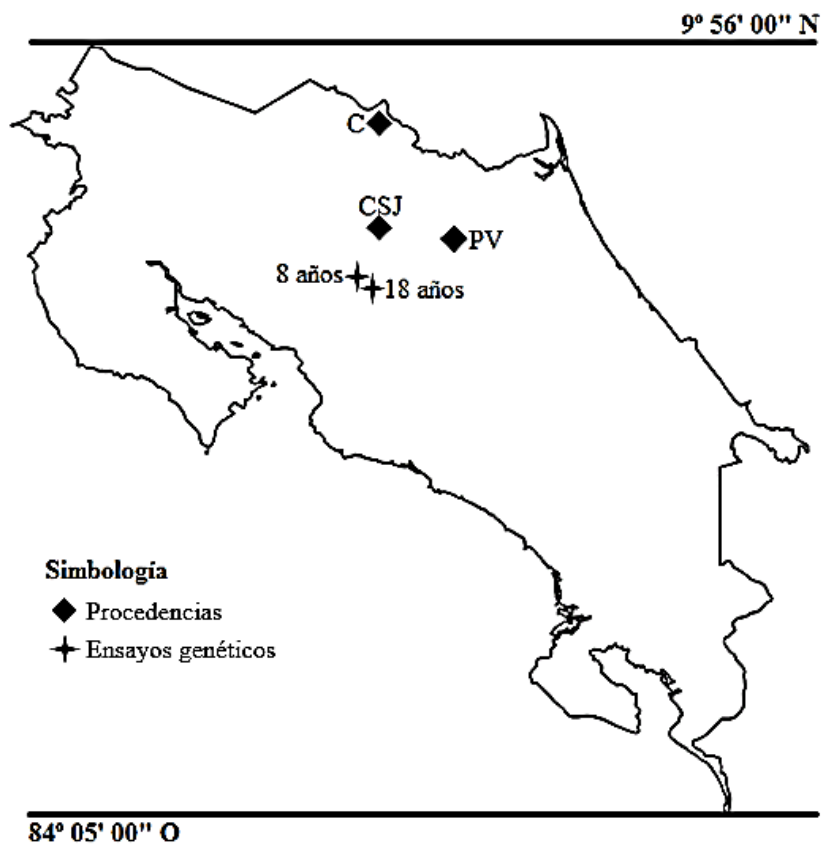 9º 56' 00" N
C
CSJ
PV
8 años
18 años
Simbología
Procedencias
Ensayos genéticos
84º 05' 00" O